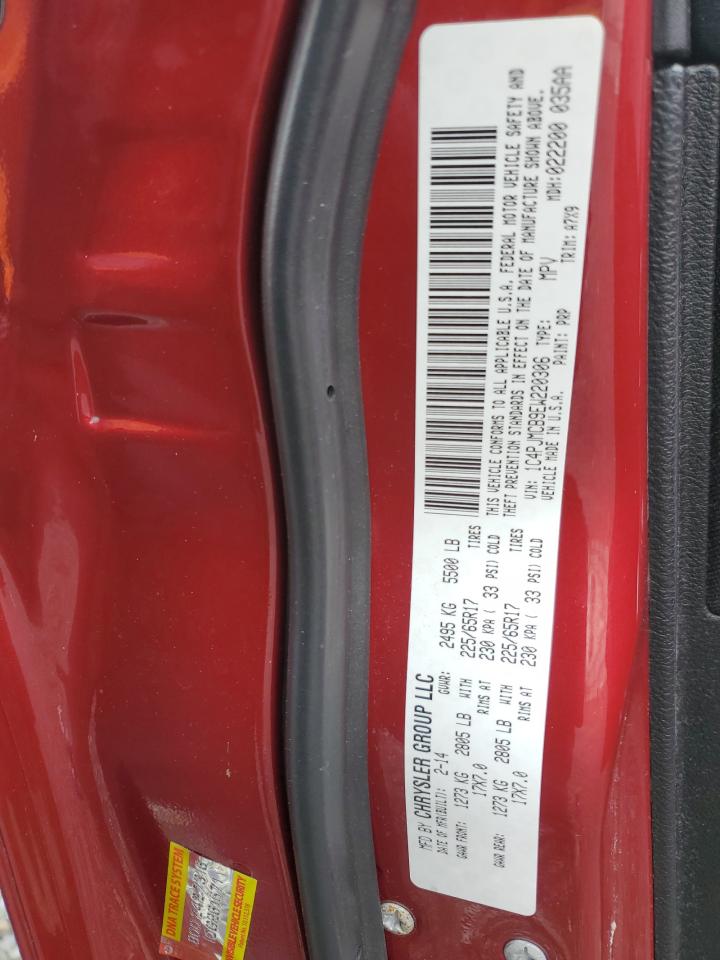 MFD BY CHRYSLER GROUP LLC
DATE OF MFR(BUILT): 2-14 GVWR: 2495 KG 5500 LB
GAWR FRONT: 1273 KG 2805 LB WITH 225/65R17 TIRES
17X7.0 RIMS AT 230 KPA ( 33 PSI) COLD
GAWR REAR: 1273 KG 2805 LB WITH 225/65R17 TIRES
17X7.0 RIMS AT 230 KPA ( 33 PSI) COLD
THIS VEHICLE CONFORMS TO ALL APPLICABLE U.S.A. FEDERAL MOTOR VEHICLE SAFETY AND
THEFT PREVENTION STANDARDS IN EFFECT ON THE DATE OF MANUFACTURE SHOWN ABOVE.
VIN: 1C4PJMCB9EW220306 TYPE: MPV MDH: 022200 035AA
VEHICLE MADE IN U.S.A. PAINT: PRP TRIM: A7X9
DNA TRACE SYSTEM
INVISIBLE VEHICLE SECURITY